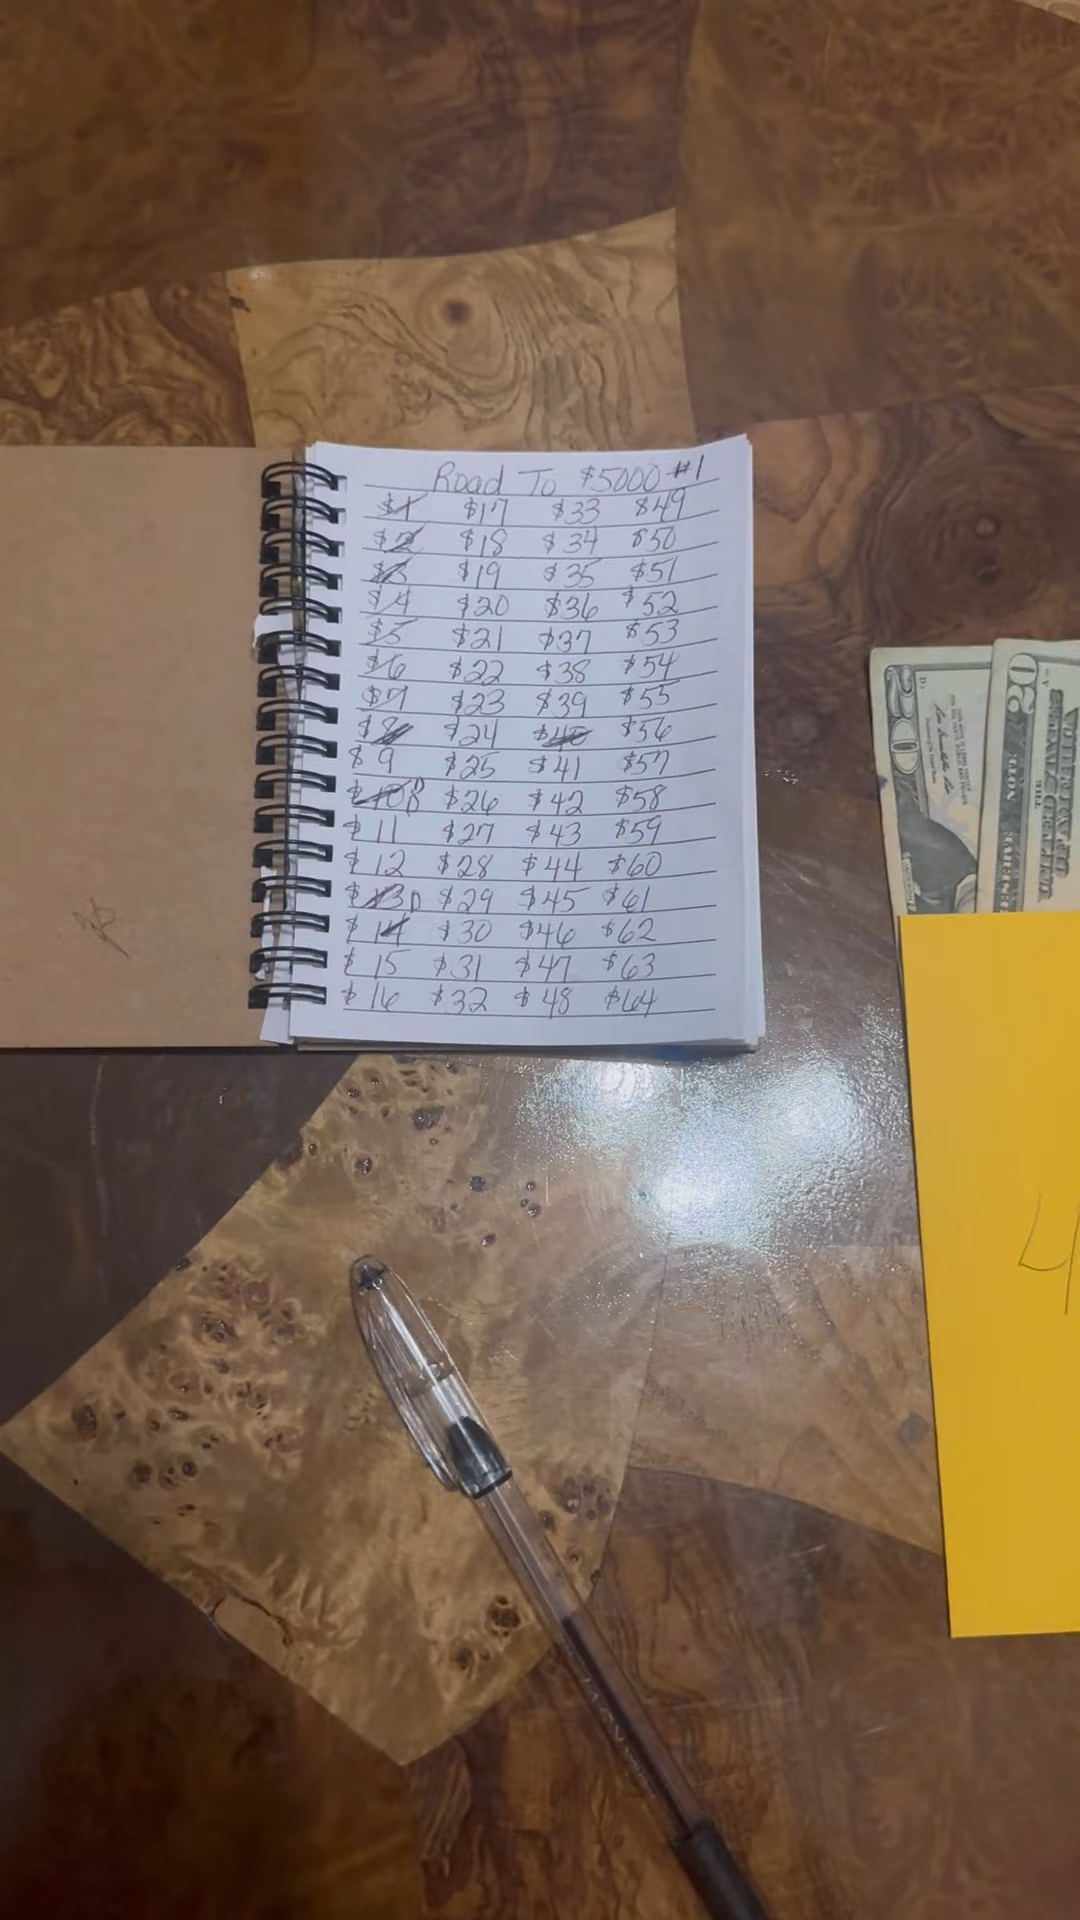 Road To $5000 #1
$1 $17 $33 $49
$2 $18 $34 $50
$3 $19 $35 $51
$4 $20 $36 $52
$5 $21 $37 $53
$6 $22 $38 $54
$7 $23 $39 $55
$8 $24 $40 $56
$9 $25 $41 $57
$10 $26 $42 $58
$11 $27 $43 $59
$12 $28 $44 $60
$13 $29 $45 $61
$14 $30 $46 $62
$15 $31 $47 $63
$16 $32 $48 $64
20
20